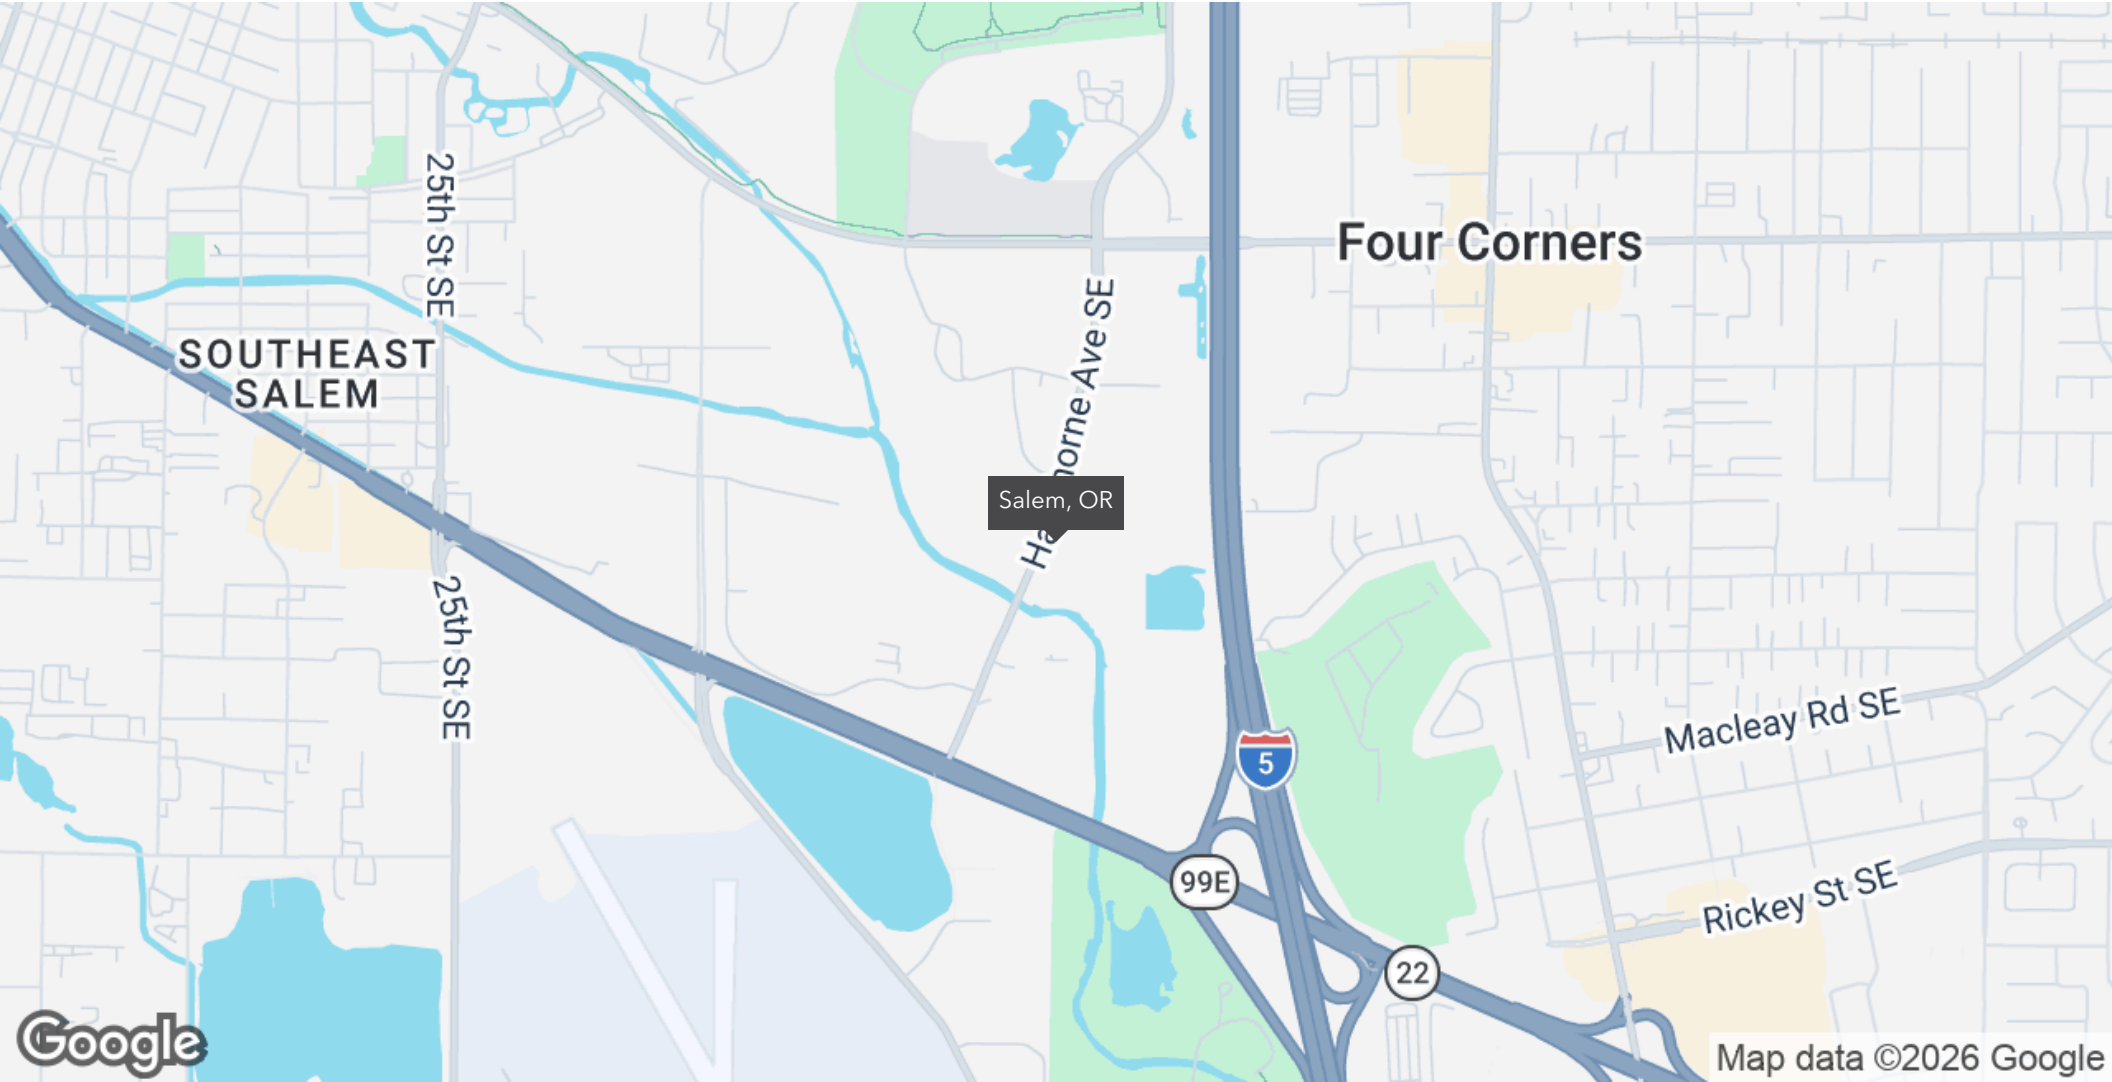 25th St SE
Four Corners
Hawthorne Ave SE
SOUTHEAST
SALEM
Salem, OR
25th St SE
Macleay Rd SE
5
99E
Rickey St SE
22
Google
Map data ©2026 Google